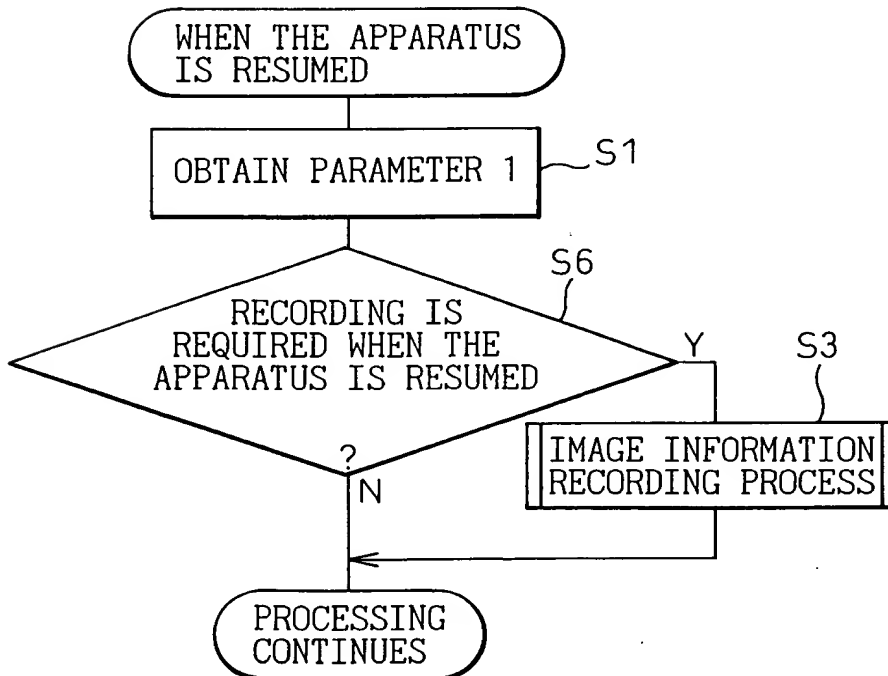 WHEN THE APPARATUS
IS RESUMED
OBTAIN PARAMETER 1
S1
S6
RECORDING IS
REQUIRED WHEN THE
APPARATUS IS RESUMED
?
Y
N
S3
IMAGE INFORMATION
RECORDING PROCESS
PROCESSING
CONTINUES